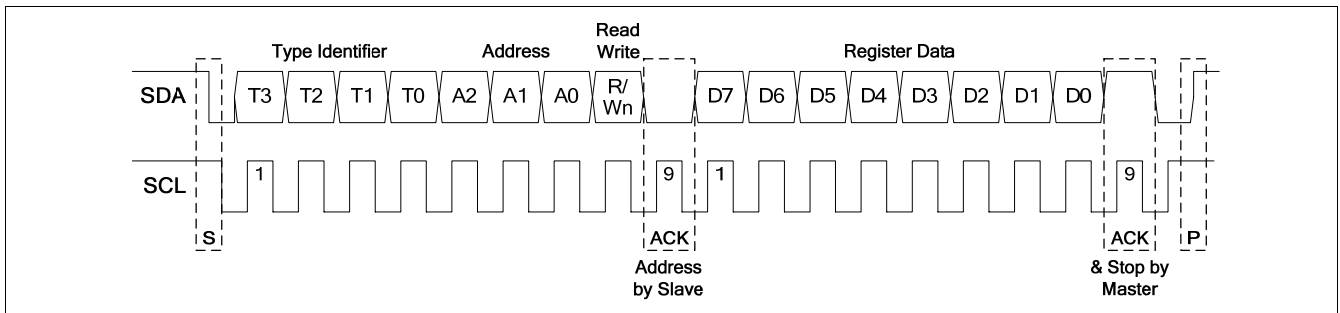 Type Identifier Address Read Write Register Data
SDA T3 T2 T1 T0 A2 A1 A0 R/ Wn D7 D6 D5 D4 D3 D2 D1 D0
SCL 1 9 1 9
S ACK ACK P
Address by Slave & Stop by Master